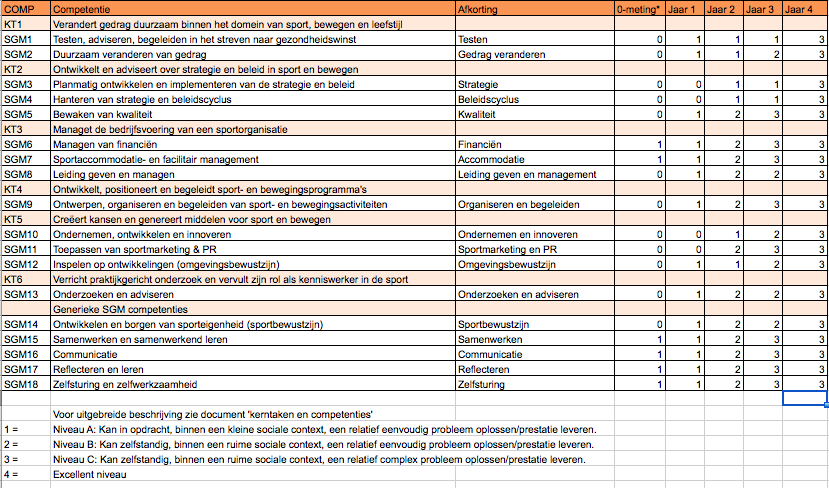 COMP Competentie Afkorting 0-meting* Jaar 1 Jaar 2 Jaar 3 Jaar 4
KT1 Verandert gedrag duurzaam binnen het domein van sport, bewegen en leefstijl
SGM1 Testen, adviseren, begeleiden in het streven naar gezondheidswinst Testen 0 1 1 1 3
SGM2 Duurzaam veranderen van gedrag Gedrag veranderen 0 1 1 2 3
KT2 Ontwikkelt en adviseert over strategie en beleid in sport en bewegen
SGM3 Planmatig ontwikkelen en implementeren van de strategie en beleid Strategie 0 0 1 1 3
SGM4 Hanteren van strategie en beleidscyclus Beleidscyclus 0 0 1 1 3
SGM5 Bewaken van kwaliteit Kwaliteit 0 1 2 3 3
KT3 Managet de bedrijfsvoering van een sportorganisatie
SGM6 Managen van financiën Financiën 1 1 2 3 3
SGM7 Sportaccommodatie- en facilitair management Accommodatie 1 1 2 3 3
SGM8 Leiding geven en managen Leiding geven en management 0 1 2 2 3
KT4 Ontwikkelt, positioneert en begeleidt sport- en bewegingsprogramma's
SGM9 Ontwerpen, organiseren en begeleiden van sport- en bewegingsactiviteiten Organiseren en begeleiden 0 1 2 3 3
KT5 Creëert kansen en genereert middelen voor sport en bewegen
SGM10 Ondernemen, ontwikkelen en innoveren Ondernemen en innoveren 0 0 1 2 3
SGM11 Toepassen van sportmarketing & PR Sportmarketing en PR 0 0 2 3 3
SGM12 Inspelen op ontwikkelingen (omgevingsbewustzijn) Omgevingsbewustzijn 0 1 1 2 3
KT6 Verricht praktijkgericht onderzoek en vervult zijn rol als kenniswerker in de sport
SGM13 Onderzoeken en adviseren Onderzoeken en adviseren 0 1 2 2 3
Generieke SGM competenties
SGM14 Ontwikkelen en borgen van sporteigenheid (sportbewustzijn) Sportbewustzijn 0 1 2 2 3
SGM15 Samenwerken en samenwerkend leren Samenwerken 1 1 2 3 3
SGM16 Communicatie Communicatie 1 1 2 3 3
SGM17 Reflecteren en leren Reflecteren 1 1 2 3 3
SGM18 Zelfsturing en zelfwerkzaamheid Zelfsturing 1 1 2 3 3
Voor uitgebreide beschrijving zie document 'kerntaken en competenties'
1 = Niveau A: Kan in opdracht, binnen een kleine sociale context, een relatief eenvoudig probleem oplossen/prestatie leveren.
2 = Niveau B: Kan zelfstandig, binnen een ruime sociale context, een relatief eenvoudig probleem oplossen/prestatie leveren.
3 = Niveau C: Kan zelfstandig, binnen een ruime sociale context, een relatief complex probleem oplossen/prestatie leveren.
4 = Excellent niveau